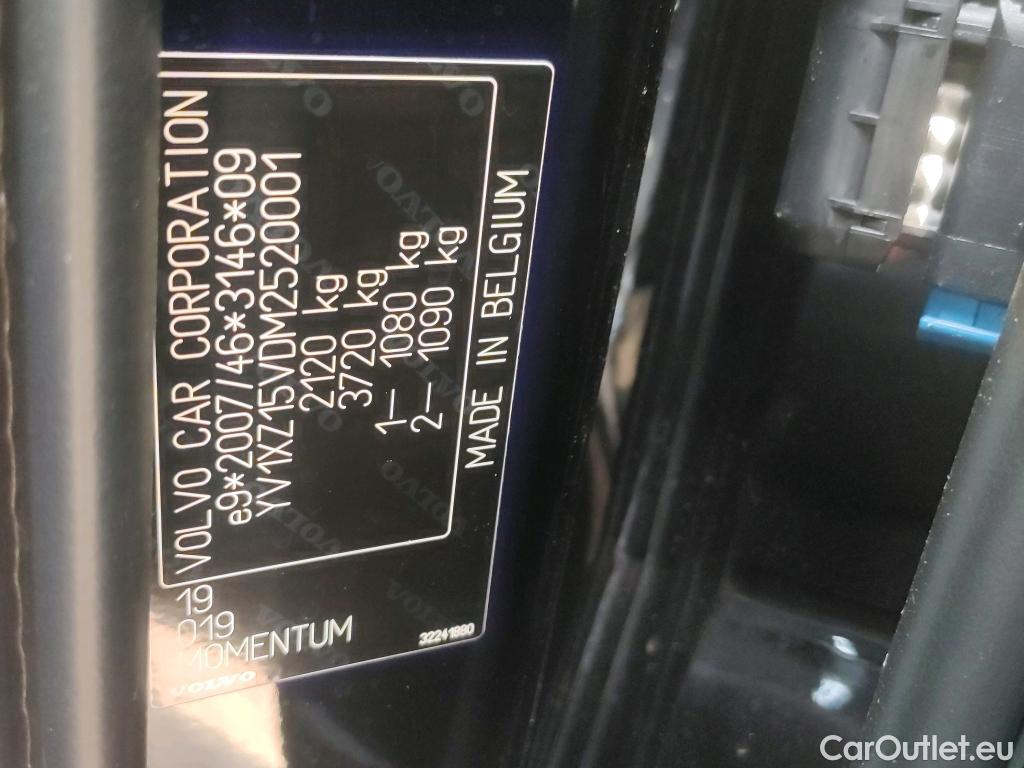 VOLVO CAR CORPORATION
e9*2007/46*3146*09
YV1XZ15VDM2520001
2120 kg
3720 kg
1— 1080 kg
2— 1090 kg
MADE IN BELGIUM
19
019
MOMENTUM
VOLVO
32241880
CarOutlet.eu